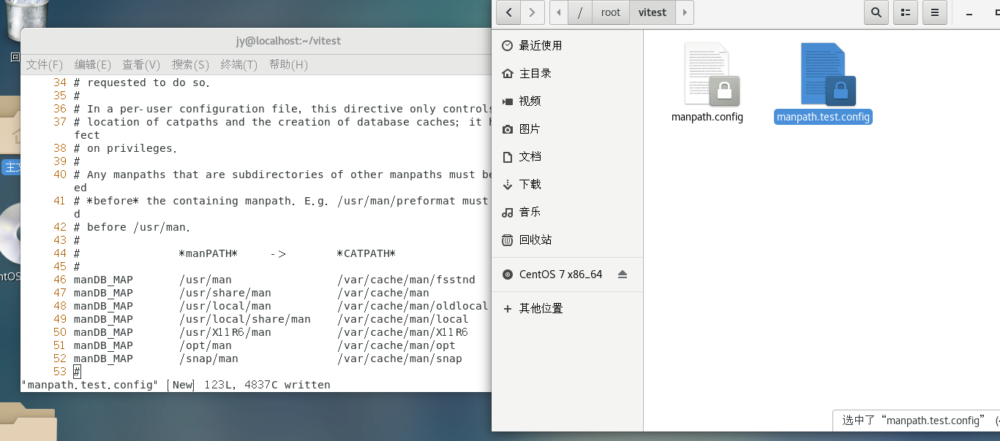 回
jy@localhost:~/vitest
文件(F) 编辑(E) 查看(V) 搜索(S) 终端(T) 帮助(H)
34 # requested to do so.
35 #
36 # In a per-user configuration file, this directive only controls
37 # location of catpaths and the creation of database caches; it h
fect
38 # on privileges.
39 #
40 # Any manpaths that are subdirectories of other manpaths must be
ed
41 # *before* the containing manpath. E.g. /usr/man/preformat must
d
42 # before /usr/man.
43 #
44 # *manPATH* -> *CATPATH*
45 #
46 manDB_MAP /usr/man /var/cache/man/fsstnd
47 manDB_MAP /usr/share/man /var/cache/man
48 manDB_MAP /usr/local/man /var/cache/man/oldlocal
49 manDB_MAP /usr/local/share/man /var/cache/man/local
50 manDB_MAP /usr/X11R6/man /var/cache/man/X11R6
51 manDB_MAP /opt/man /var/cache/man/opt
52 manDB_MAP /snap/man /var/cache/man/snap
53 #
"manpath.test.config" [New] 123L, 4837C written
主文
ntOS
/ root vitest
最近使用
主目录
视频
图片
文档
下载
音乐
回收站
CentOS 7 x86_64
+ 其他位置
manpath.config
manpath.test.config
选中了“manpath.test.config” (4